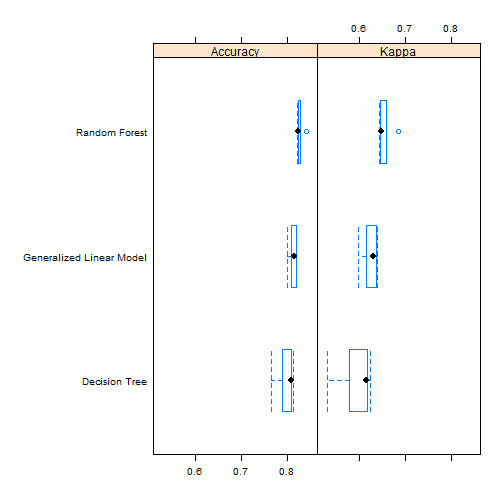 0.6 0.7 0.8
Accuracy Kappa
Random Forest
Generalized Linear Model
Decision Tree
0.6 0.7 0.8